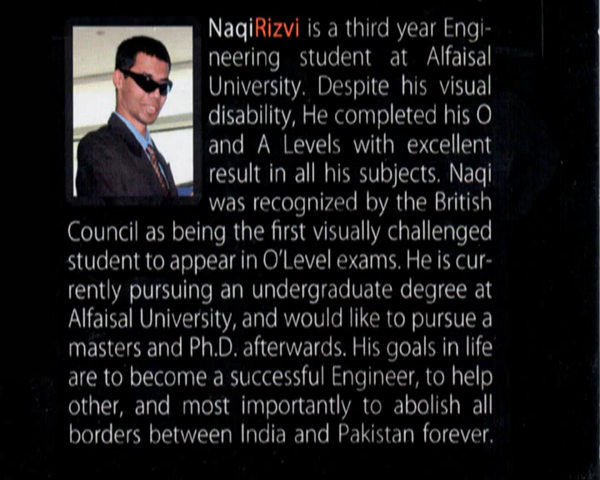 NaqiRizvi is a third year Engi-
neering student at Alfaisal
University. Despite his visual
disability, He completed his O
and A Levels with excellent
result in all his subjects. Naqi
was recognized by the British
Council as being the first visually challenged
student to appear in O'Level exams. He is cur-
rently pursuing an undergraduate degree at
Alfaisal University, and would like to pursue a
masters and Ph.D. afterwards. His goals in life
are to become a successful Engineer, to help
other, and most importantly to abolish all
borders between India and Pakistan forever.